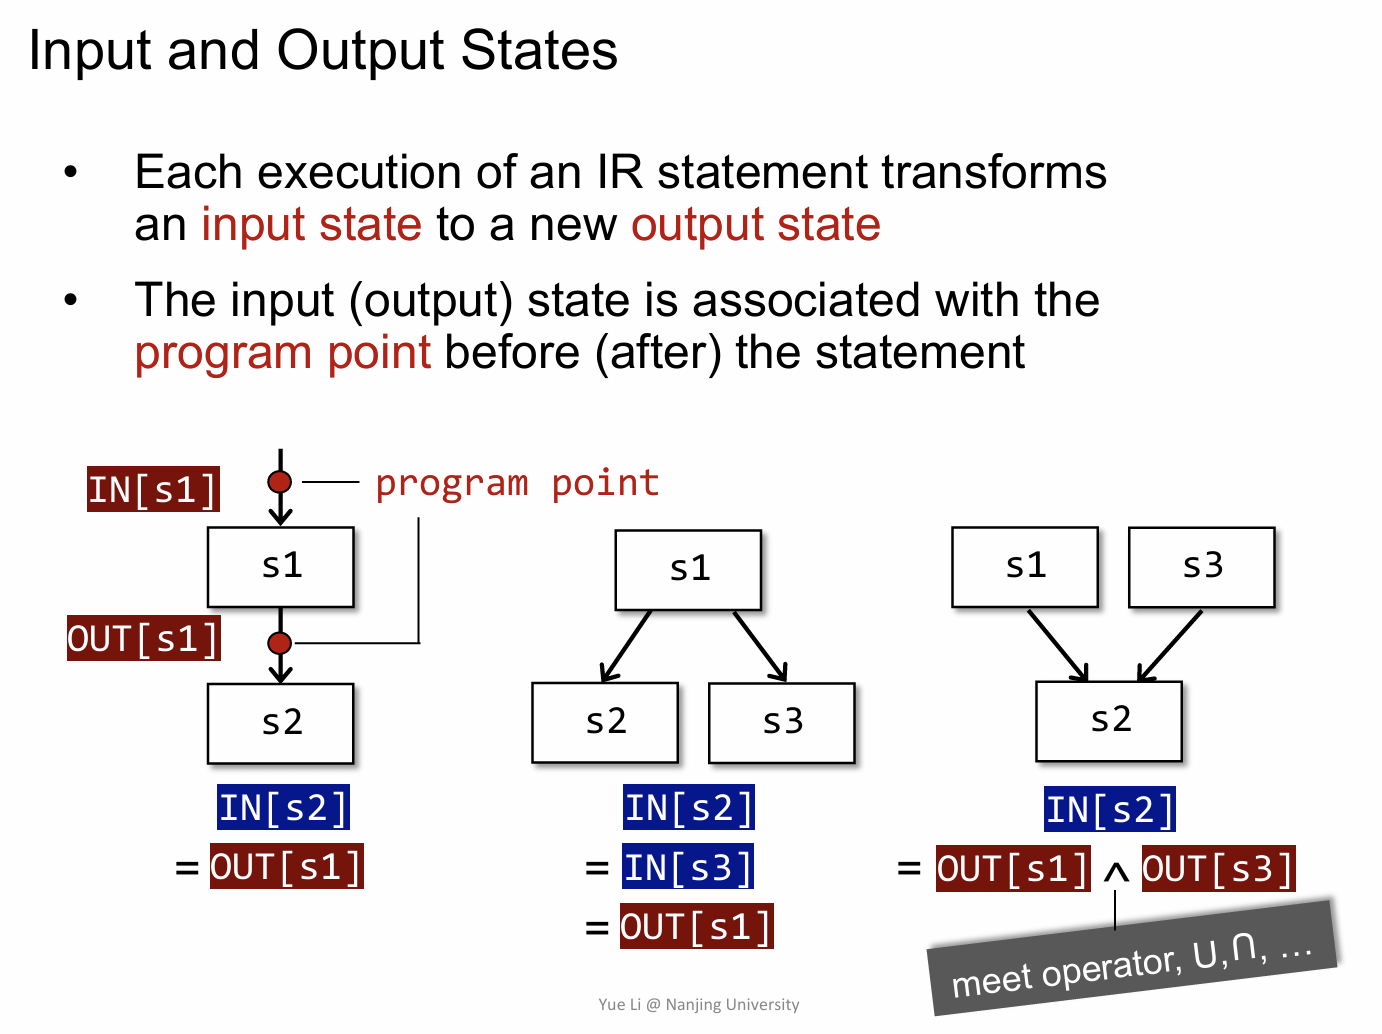 Input and Output States
• Each execution of an IR statement transforms
an input state to a new output state
• The input (output) state is associated with the
program point before (after) the statement
IN[s1]
program point
s1
OUT[s1]
s2
IN[s2]
= OUT[s1]
s1
s2 s3
IN[s2]
= IN[s3]
= OUT[s1]
s1 s3
s2
IN[s2]
= OUT[s1] ^ OUT[s3]
meet operator, ∪,∩, ...
Yue Li @ Nanjing University